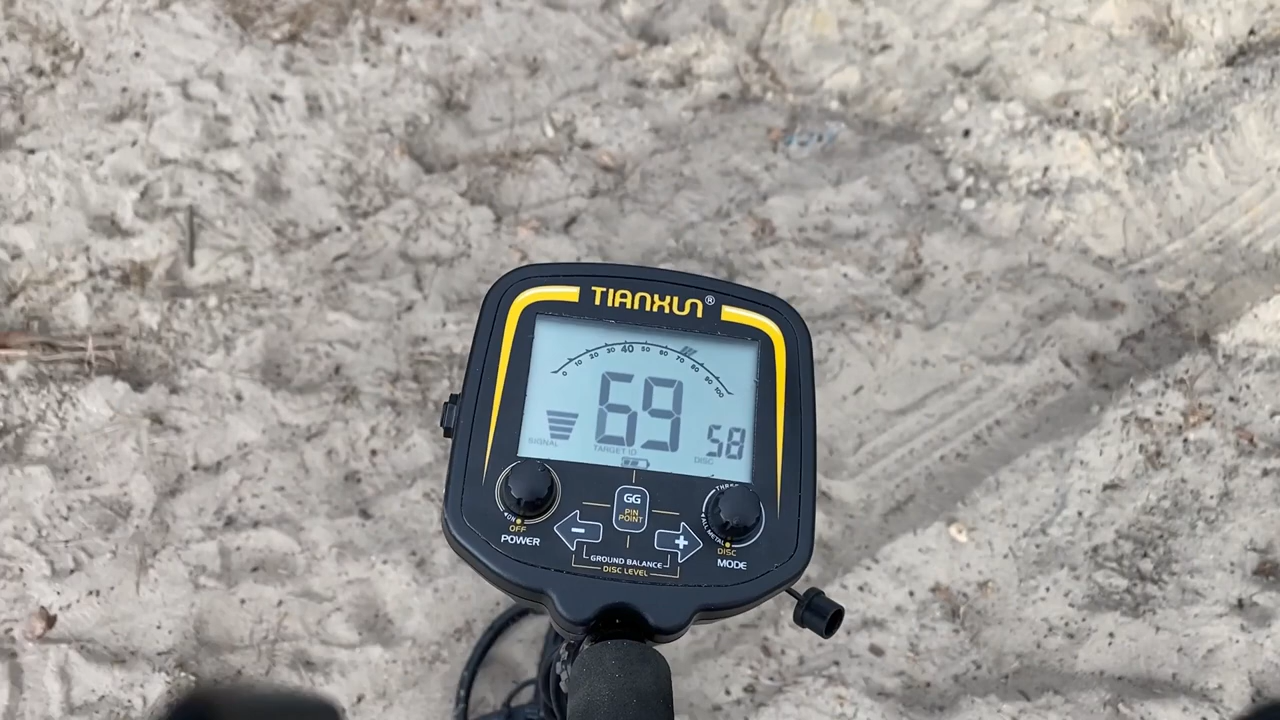 TIANXUN®
0 10 20 30 40 50 60 70 80 90 100
69
58
SIGNAL
TARGET ID
DISC
GG
PIN
POINT
- +
ON
OFF
POWER
GROUND BALANCE
DISC LEVEL
ALL METAL
DISC
MODE